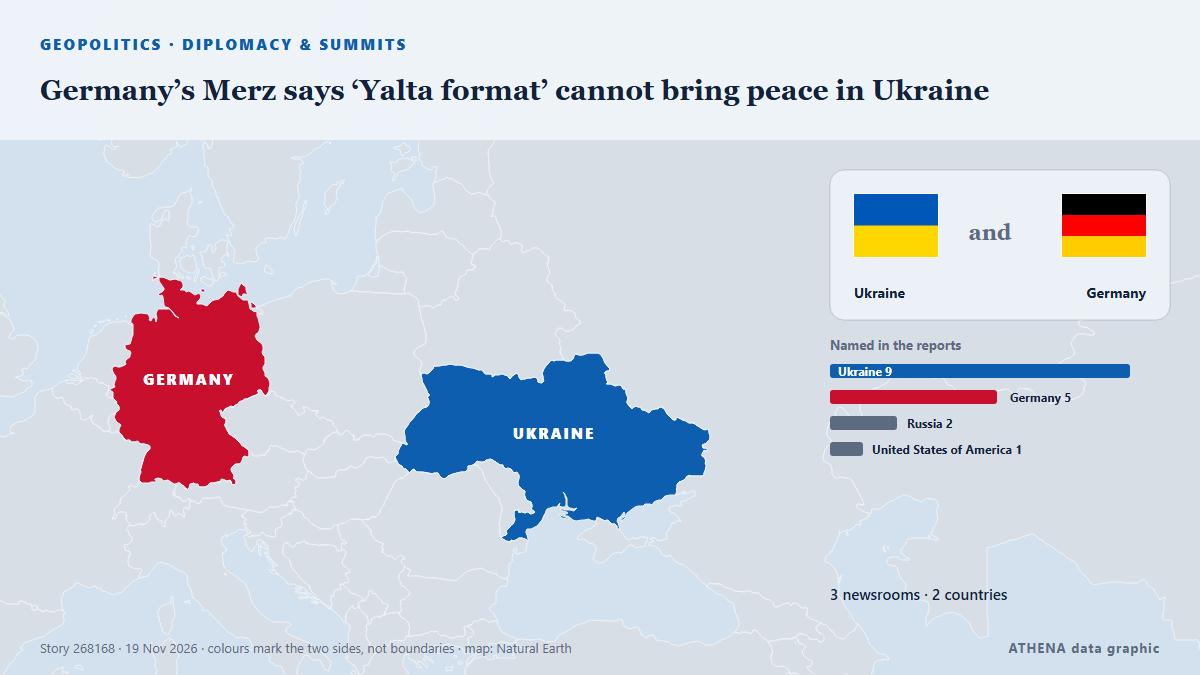 GEOPOLITICS · DIPLOMACY & SUMMITS
Germany’s Merz says ‘Yalta format’ cannot bring peace in Ukraine
and
Ukraine
Germany
Named in the reports
Ukraine 9
Germany 5
Russia 2
United States of America 1
GERMANY
UKRAINE
3 newsrooms · 2 countries
Story 268168 · 19 Nov 2026 · colours mark the two sides, not boundaries · map: Natural Earth
ATHENA data graphic